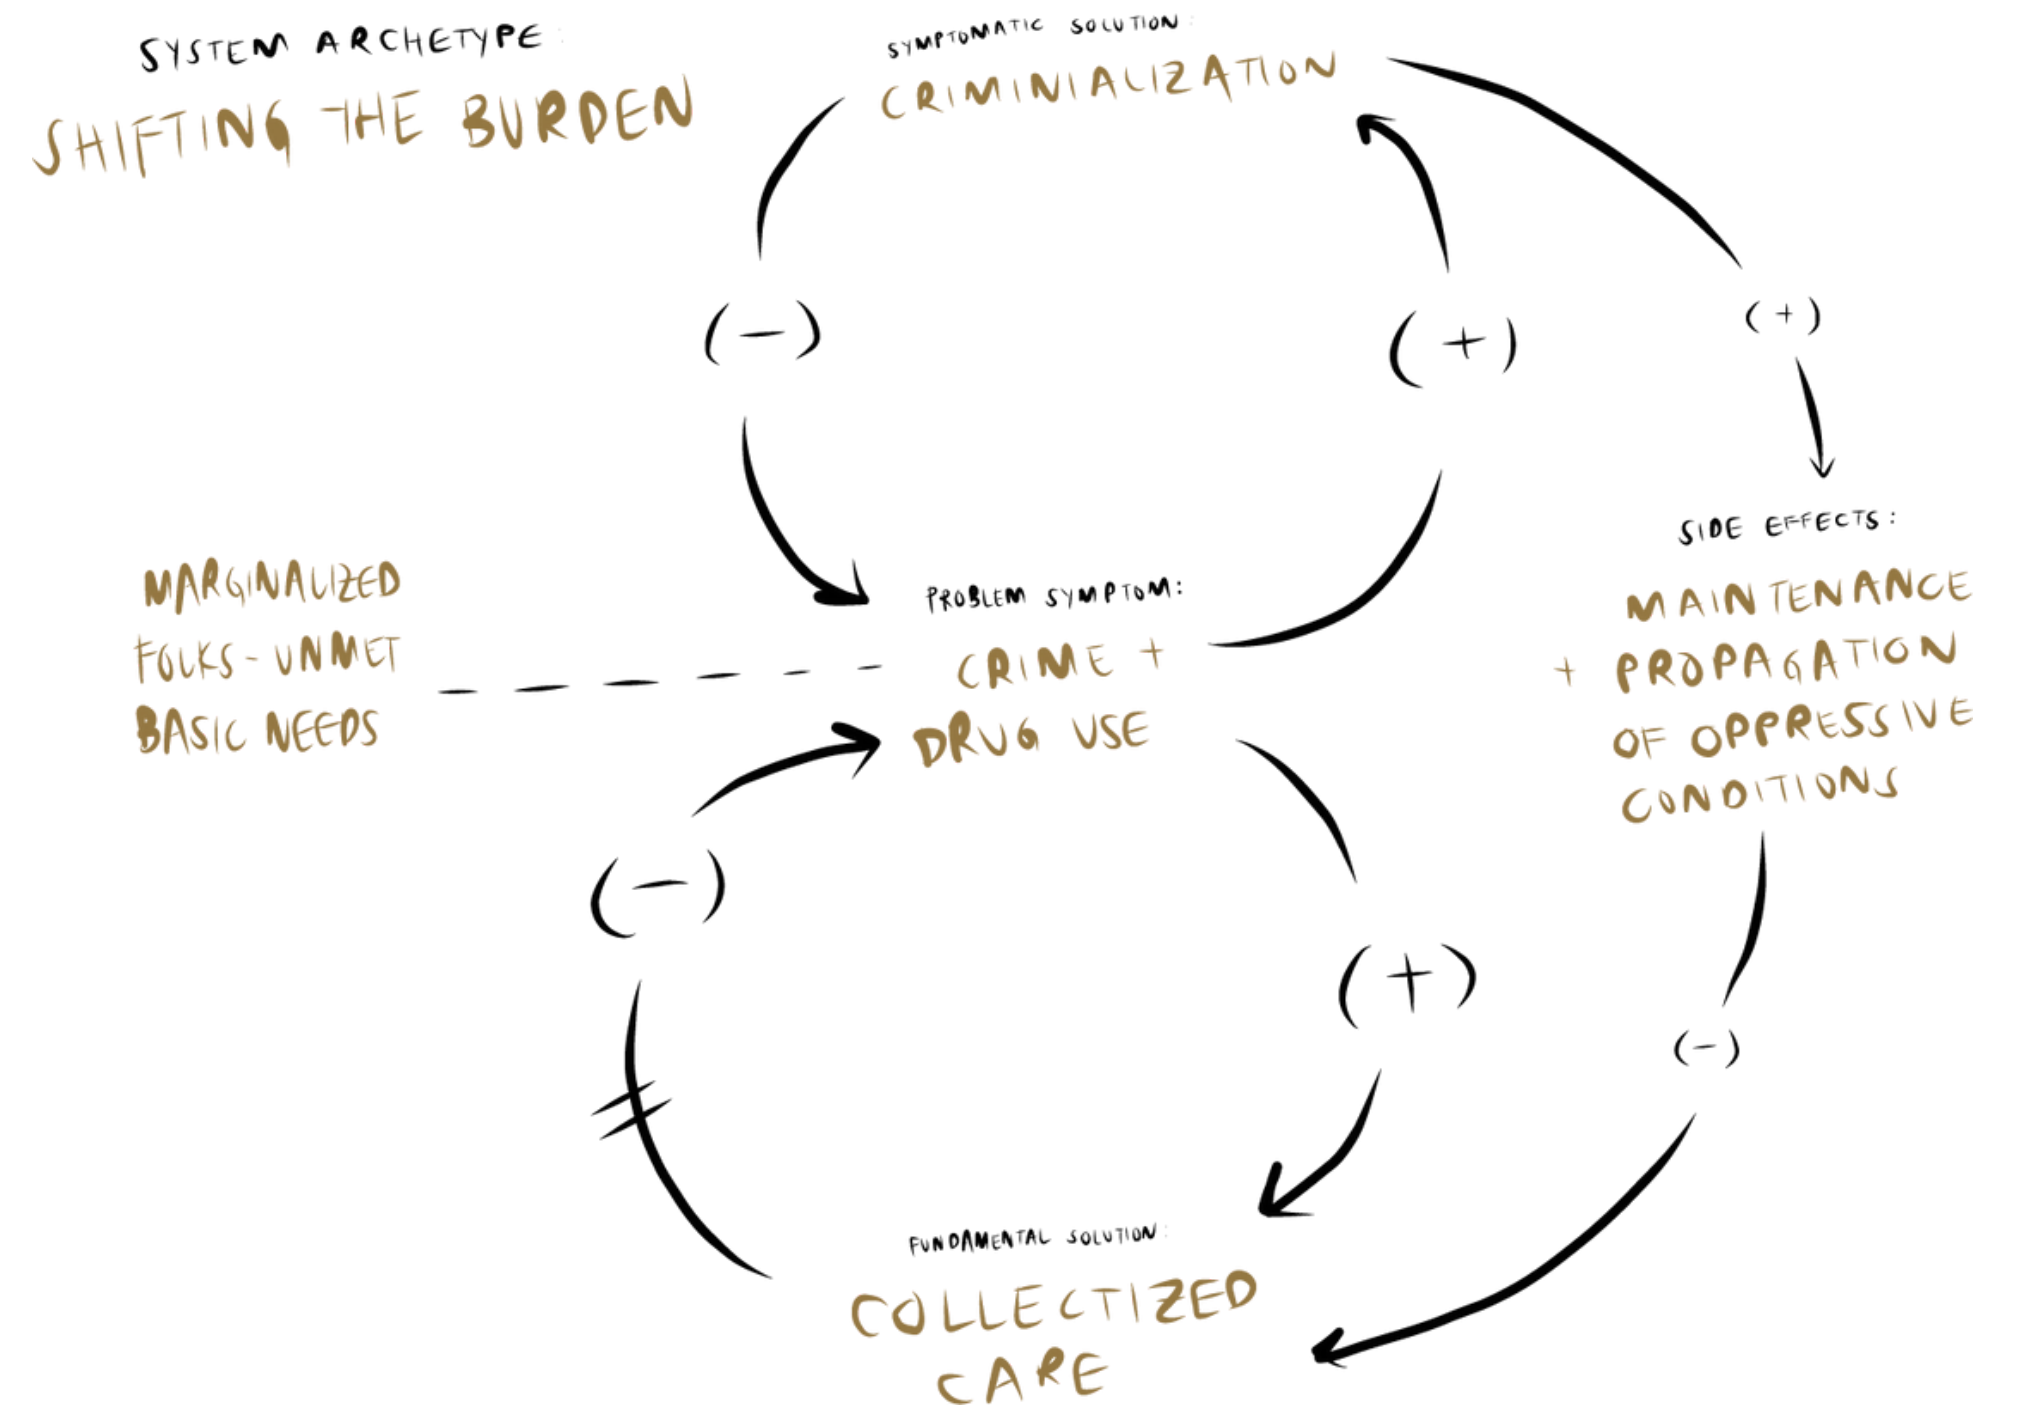 SYSTEM ARCHETYPE:
SHIFTING THE BURDEN
SYMPTOMATIC SOLUTION:
CRIMINIALIZATION
(-)
(+)
(+)
SIDE EFFECTS:
MAINTENANCE
+ PROPAGATION
OF OPPRESSIVE
CONDITIONS
MARGINALIZED
FOLKS - UNMET
BASIC NEEDS
PROBLEM SYMPTOM:
CRIME +
DRUG USE
(-)
(+)
(-)
FUNDAMENTAL SOLUTION:
COLLECTIZED
CARE